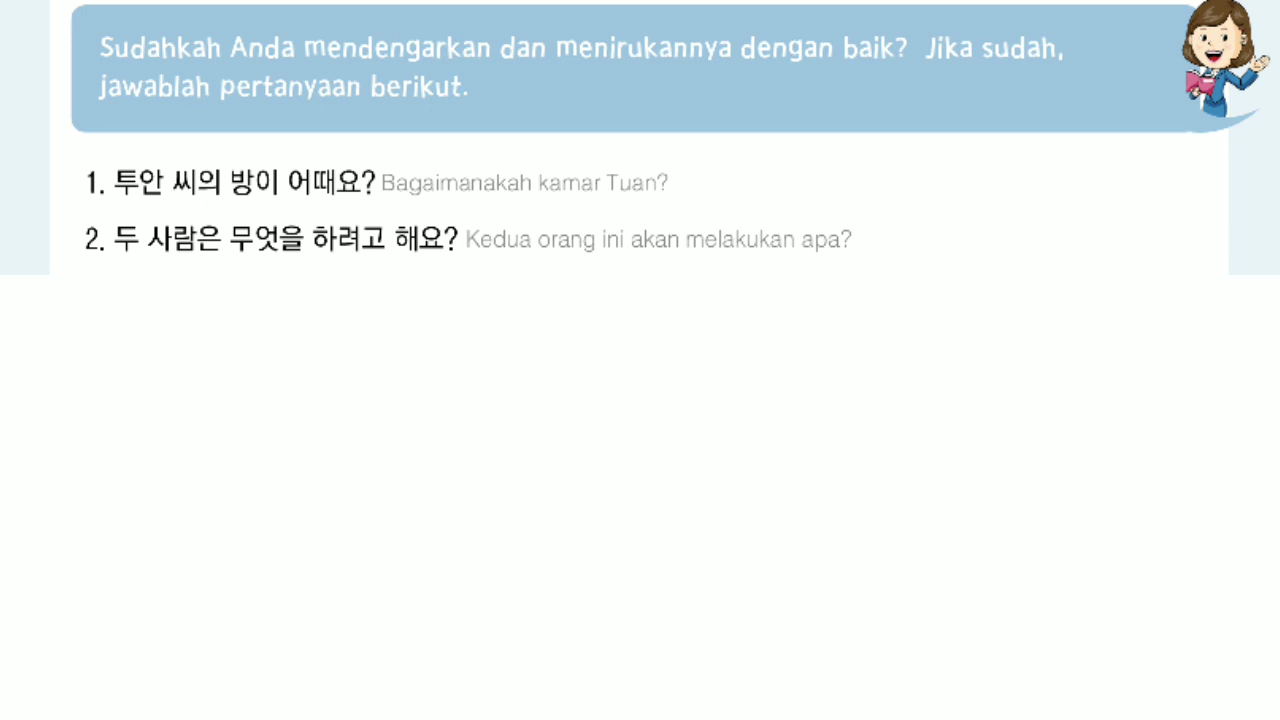 Sudahkah Anda mendengarkan dan menirukannya dengan baik? Jika sudah,
jawablah pertanyaan berikut.
1. 투안 씨의 방이 어때요? Bagaimanakah kamar Tuan?
2. 두 사람은 무엇을 하려고 해요? Kedua orang ini akan melakukan apa?